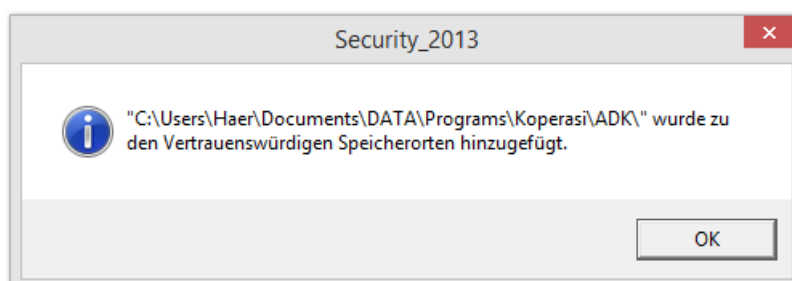 Security_2013
"C:\Users\Haer\Documents\DATA\Programs\Koperasi\ADK\" wurde zu
den Vertrauenswürdigen Speicherorten hinzugefügt.
OK